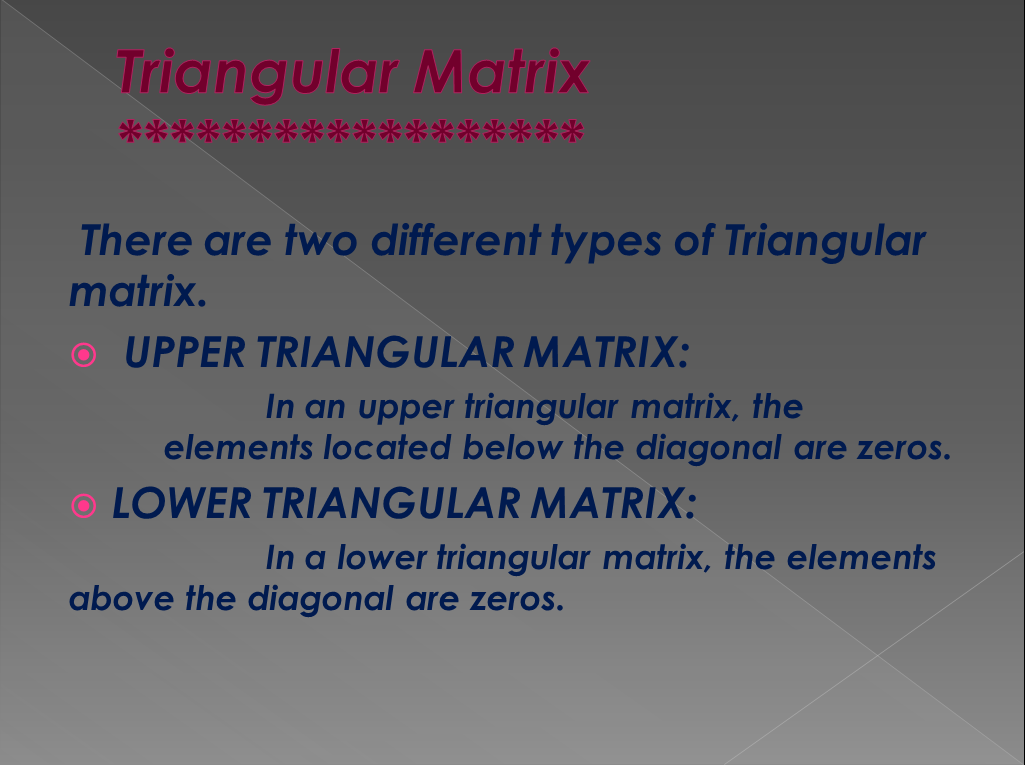 Triangular Matrix
******************
There are two different types of Triangular
matrix.
UPPER TRIANGULAR MATRIX:
In an upper triangular matrix, the
elements located below the diagonal are zeros.
LOWER TRIANGULAR MATRIX:
In a lower triangular matrix, the elements
above the diagonal are zeros.